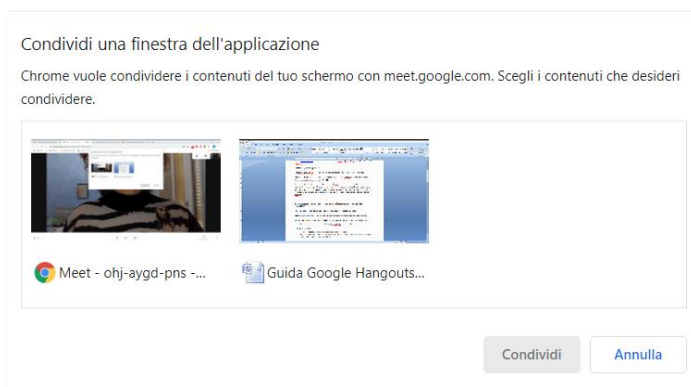 Condividi una finestra dell'applicazione
Chrome vuole condividere i contenuti del tuo schermo con meet.google.com. Scegli i contenuti che desideri
condividere.
Meet - ohj-aygd-pns -...
Guida Google Hangouts...
Condividi
Annulla